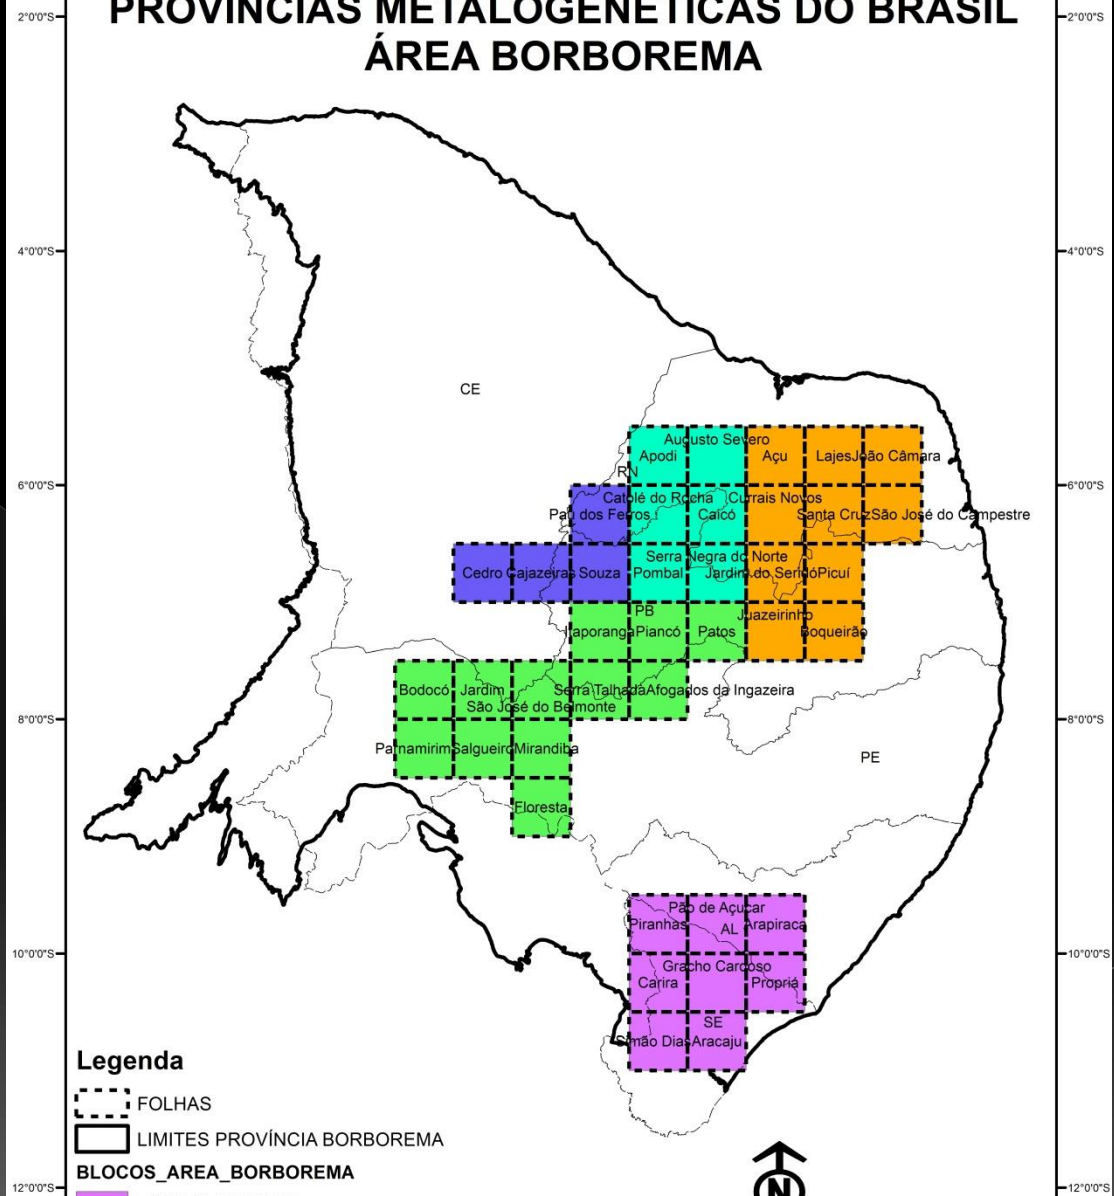 PROVÍNCIAS METALOGENÉTICAS DO BRASIL
ÁREA BORBOREMA
2°0'0"S
2°0'0"S
4°0'0"S
4°0'0"S
CE
Augusto Severo
Apodi
Açu
Lajes
João Câmara
RN
6°0'0"S
6°0'0"S
Catolé do Rocha
Currais Novos
Pau dos Ferros
Caicó
Santa Cruz
São José do Campestre
Serra Negra do Norte
Cedro
Cajazeiras
Souza
Pombal
Jardim do Seridó
Picuí
PB
Juazeirinho
Itaporanga
Piancó
Patos
Boqueirão
Bodocó
Jardim
Serra Talhada
Afogados da Ingazeira
São José do Belmonte
8°0'0"S
8°0'0"S
Parnamirim
Salgueiro
Mirandiba
PE
Floresta
Pão de Açucar
Piranhas
AL
Arapiraca
10°0'0"S
10°0'0"S
Gracho Cardoso
Carira
Propriá
SE
Simão Dias
Aracaju
Legenda
FOLHAS
LIMITES PROVÍNCIA BORBOREMA
BLOCOS_AREA_BORBOREMA
N
12°0'0"S
12°0'0"S